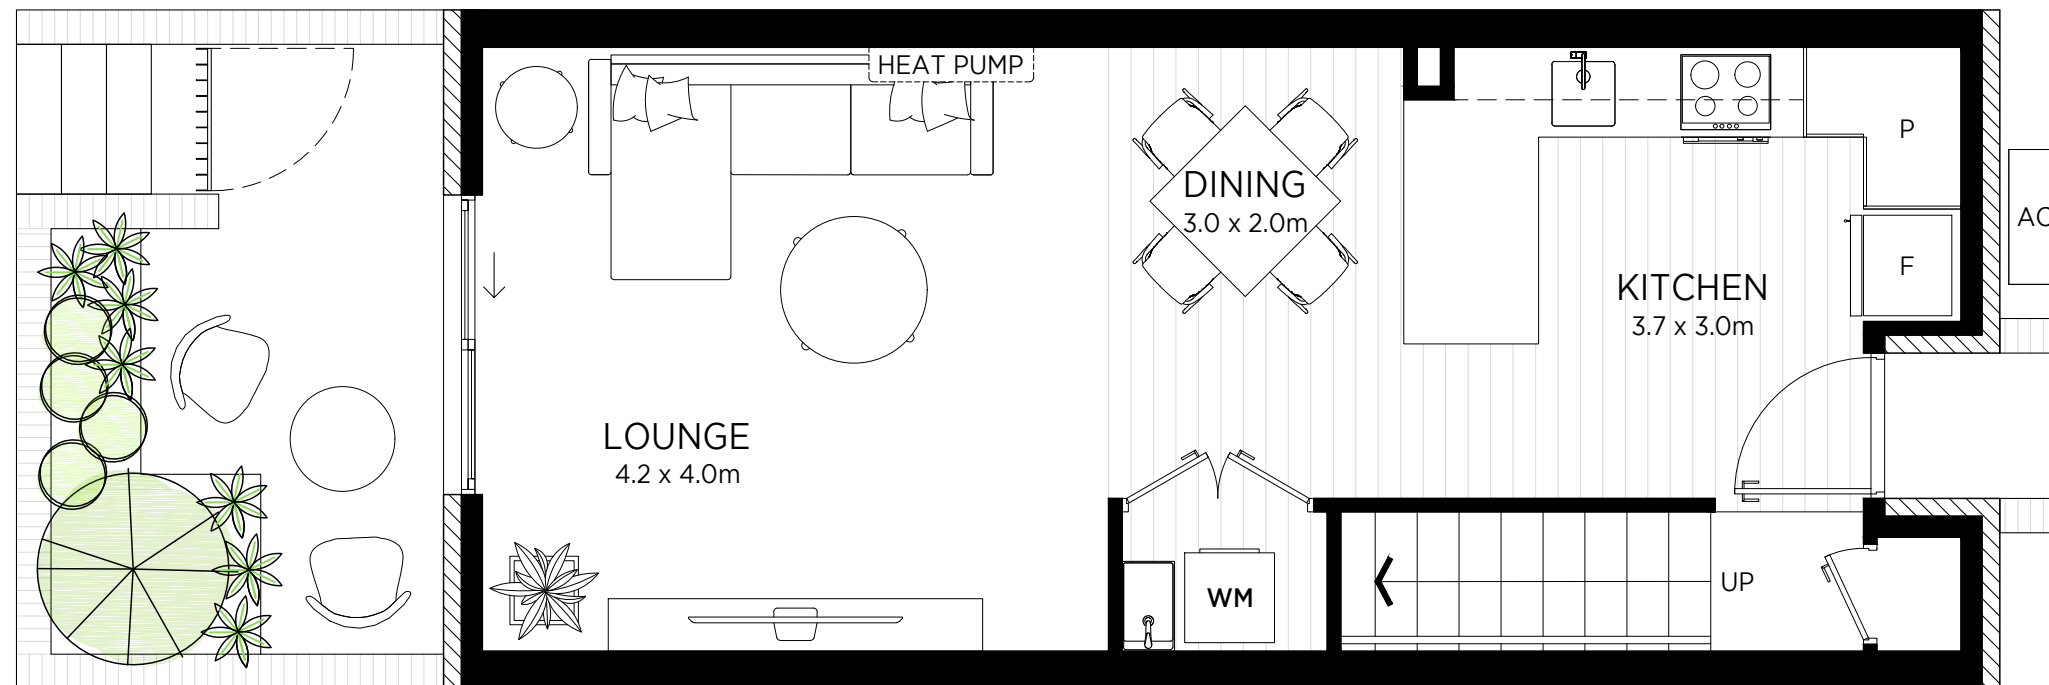 HEAT PUMP
P
DINING
3.0 x 2.0m
AC
F
KITCHEN
3.7 x 3.0m
LOUNGE
4.2 x 4.0m
UP
WM